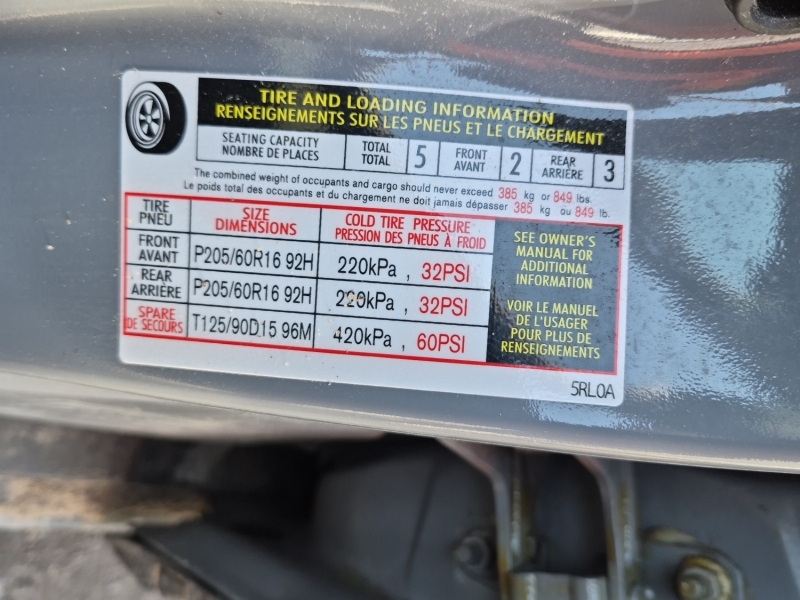 TIRE AND LOADING INFORMATION
RENSEIGNEMENTS SUR LES PNEUS ET LE CHARGEMENT
SEATING CAPACITY TOTAL 5 FRONT 2 REAR 3
NOMBRE DE PLACES TOTAL AVANT ARRIÈRE
The combined weight of occupants and cargo should never exceed 385 kg or 849 lbs.
Le poids total des occupants et du chargement ne doit jamais dépasser 385 kg ou 849 lb.
TIRE SIZE COLD TIRE PRESSURE
PNEU DIMENSIONS PRESSION DES PNEUS À FROID
FRONT
AVANT P205/60R16 92H 220kPa , 32PSI
REAR
ARRIÈRE P205/60R16 92H 220kPa , 32PSI
SPARE
DE SECOURS T125/90D15 96M 420kPa , 60PSI
SEE OWNER'S
MANUAL FOR
ADDITIONAL
INFORMATION
VOIR LE MANUEL
DE L'USAGER
POUR PLUS DE
RENSEIGNEMENTS
5RL0A